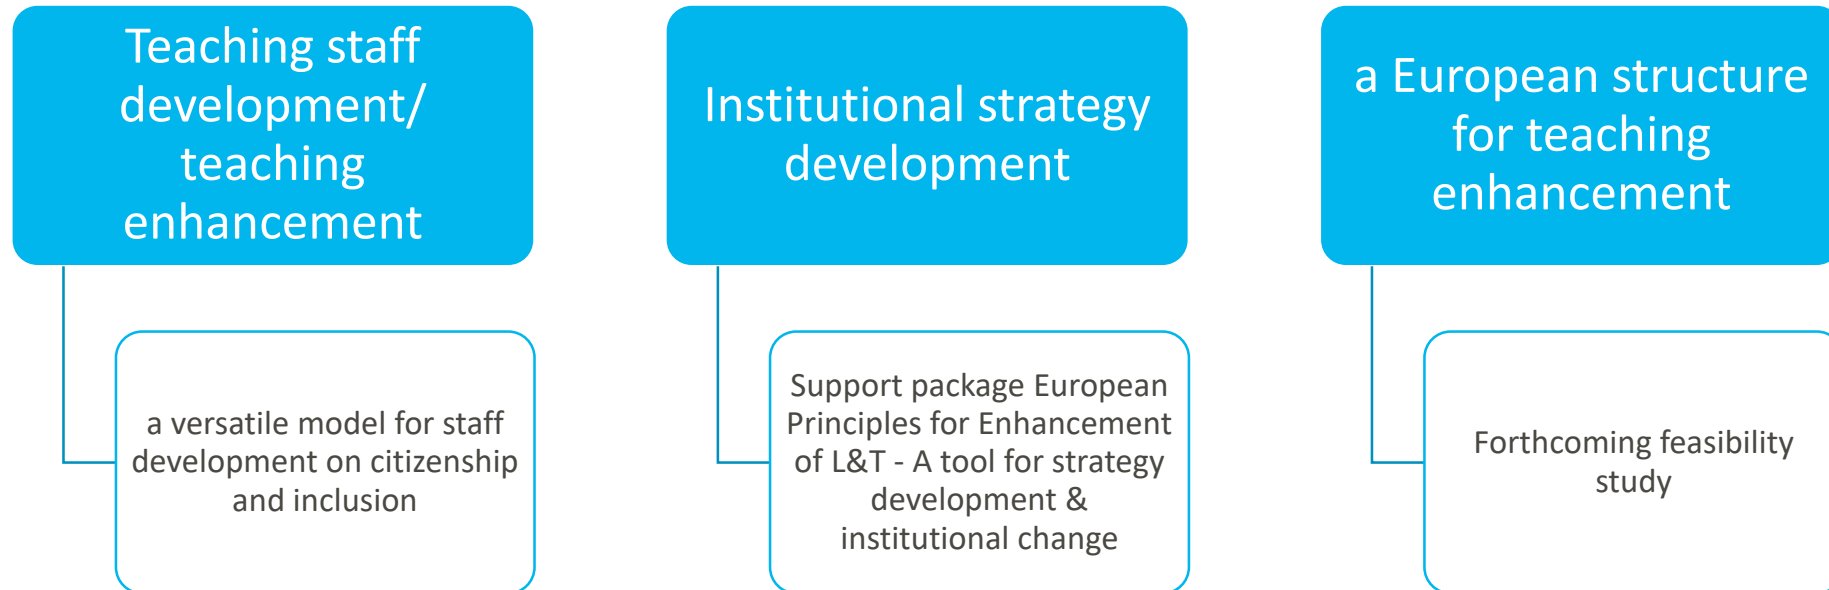 Teaching staff
development/
teaching
enhancement
a versatile model for staff
development on citizenship
and inclusion
Institutional strategy
development
Support package European
Principles for Enhancement
of L&T - A tool for strategy
development &
institutional change
a European structure
for teaching
enhancement
Forthcoming feasibility
study